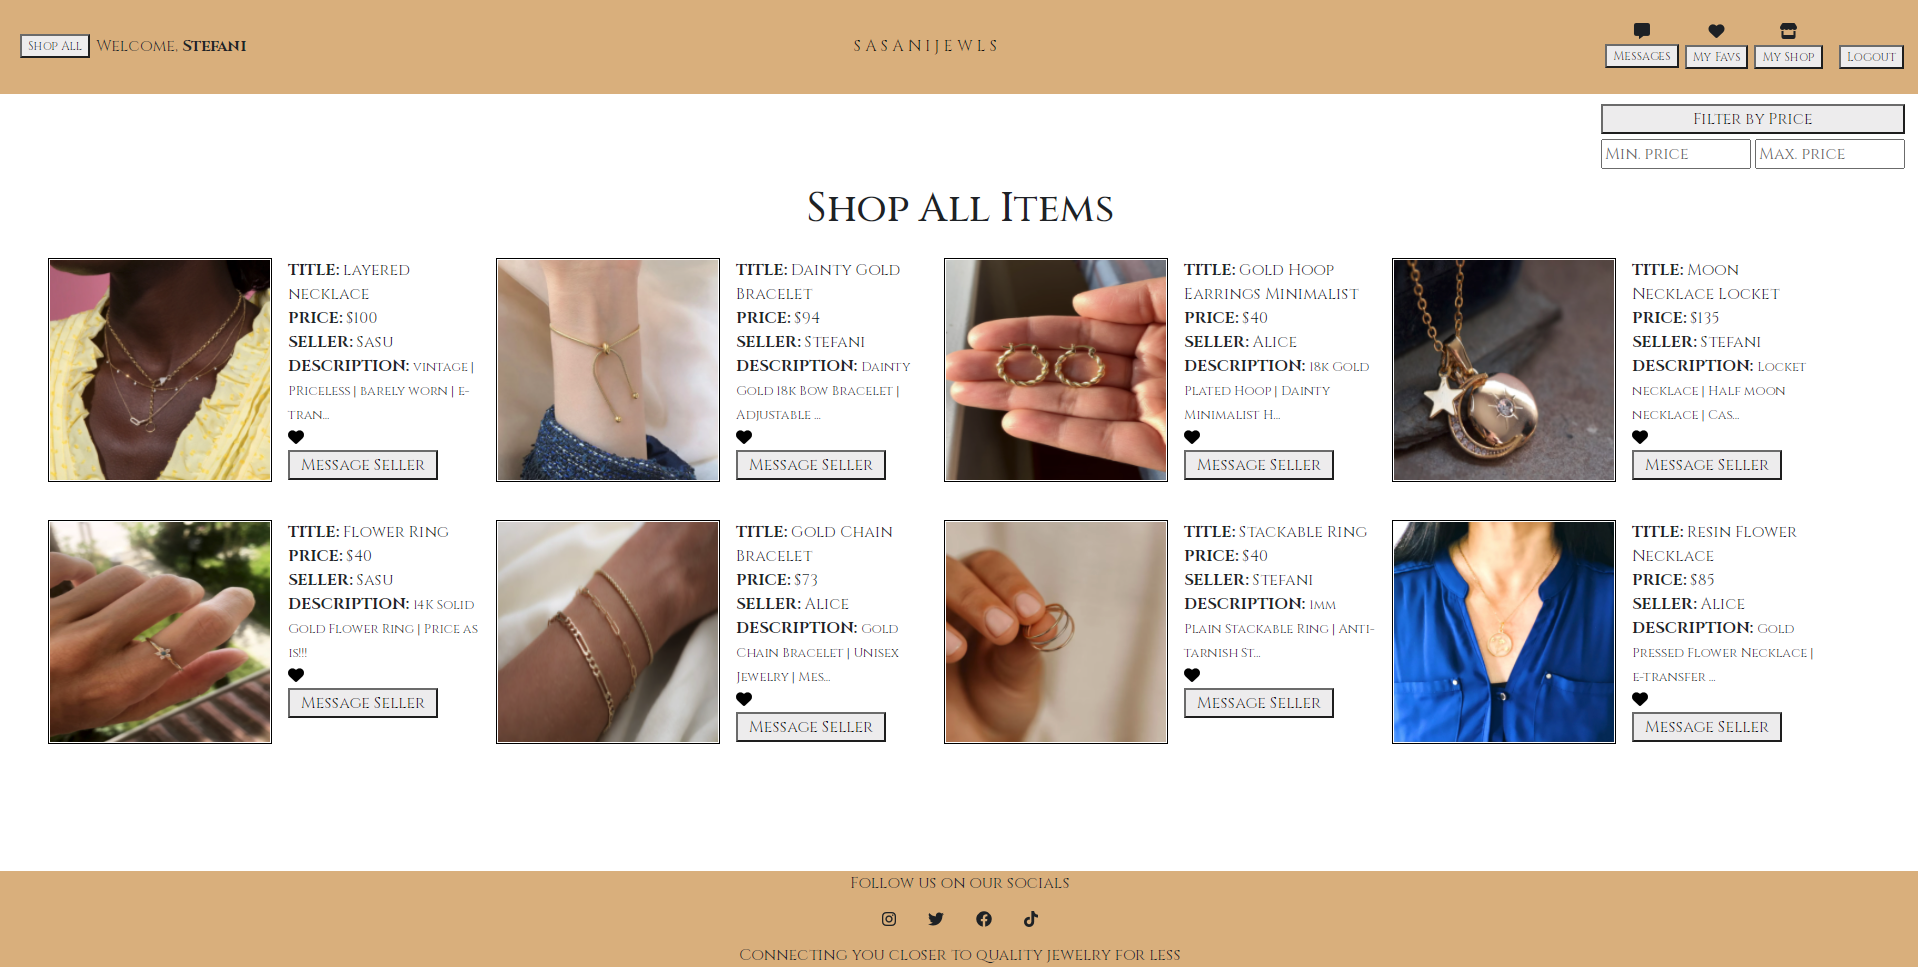 Shop All Welcome, Stefani
SASANIJEWLS
Messages My Favs My Shop Logout
Filter by Price
Min. price Max. price
Shop All Items
TITLE: layered
necklace
PRICE: $100
SELLER: Sasu
DESCRIPTION: vintage |
PRiceless | barely worn | e-
tran...
Message Seller
TITLE: Dainty Gold
Bracelet
PRICE: $94
SELLER: Stefani
DESCRIPTION: Dainty
Gold 18k Bow Bracelet |
Adjustable ...
Message Seller
TITLE: Gold Hoop
Earrings Minimalist
PRICE: $40
SELLER: Alice
DESCRIPTION: 18k Gold
Plated Hoop | Dainty
Minimalist H...
Message Seller
TITLE: Moon
Necklace Locket
PRICE: $135
SELLER: Stefani
DESCRIPTION: Locket
necklace | Half moon
necklace | Cas...
Message Seller
TITLE: Flower Ring
PRICE: $40
SELLER: Sasu
DESCRIPTION: 14K Solid
Gold Flower Ring | Price as
is!!!
Message Seller
TITLE: Gold Chain
Bracelet
PRICE: $73
SELLER: Alice
DESCRIPTION: Gold
Chain Bracelet | Unisex
Jewelry | Mes...
Message Seller
TITLE: Stackable Ring
PRICE: $40
SELLER: Stefani
DESCRIPTION: 1mm
Plain Stackable Ring | Anti-
tarnish St...
Message Seller
TITLE: Resin Flower
Necklace
PRICE: $85
SELLER: Alice
DESCRIPTION: Gold
Pressed Flower Necklace |
e-transfer ...
Message Seller
Follow us on our socials
Connecting you closer to quality jewelry for less